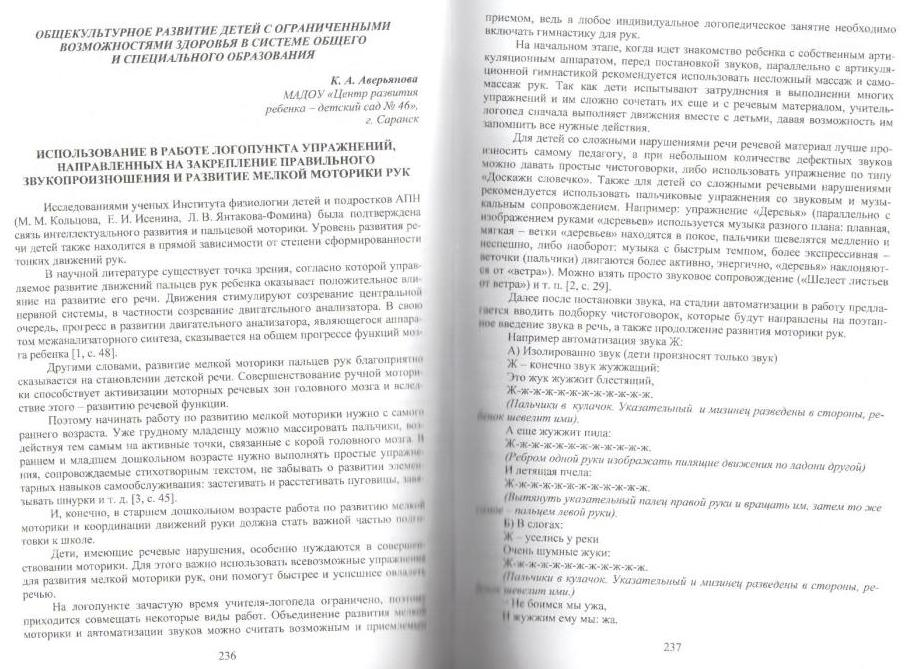 ОБЩЕКУЛЬТУРНОЕ РАЗВИТИЕ ДЕТЕЙ С ОГРАНИЧЕННЫМИ
ВОЗМОЖНОСТЯМИ ЗДОРОВЬЯ В СИСТЕМЕ ОБЩЕГО
И СПЕЦИАЛЬНОГО ОБРАЗОВАНИЯ
К. А. Аверьянова
МАДОУ «Центр развития
ребенка – детский сад № 46»,
г. Саранск
ИСПОЛЬЗОВАНИЕ В РАБОТЕ ЛОГОПУНКТА УПРАЖНЕНИЙ,
НАПРАВЛЕННЫХ НА ЗАКРЕПЛЕНИЕ ПРАВИЛЬНОГО
ЗВУКОПРОИЗНОШЕНИЯ И РАЗВИТИЕ МЕЛКОЙ МОТОРИКИ РУК
Исследованиями ученых Института физиологии детей и подростков АПН
(М. М. Кольцова, Е. И. Исенина, Л. В. Янтакова-Фомина) была подтверждена
связь интеллектуального развития и пальцевой моторики. Уровень развития ре-
чи детей также находится в прямой зависимости от степени сформированности
тонких движений рук.
В научной литературе существует точка зрения, согласно которой управ-
ляемое развитие движений пальцев рук ребенка оказывает положительное вли-
яние на развитие его речи. Движения стимулируют созревание центральной
нервной системы, в частности созревание двигательного анализатора. В свою
очередь, прогресс в развитии двигательного анализатора, являющегося аппара-
том межанализаторного синтеза, сказывается на общем прогрессе функций моз-
га ребенка [1, с. 48].
Другими словами, развитие мелкой моторики пальцев рук благоприятно
сказывается на становлении детской речи. Совершенствование ручной мотори-
ки способствует активизации моторных речевых зон головного мозга и вслед-
ствие этого – развитию речевой функции.
Поэтому начинать работу по развитию мелкой моторики нужно с самого
раннего возраста. Уже грудному младенцу можно массировать пальчики, воз-
действуя тем самым на активные точки, связанные с корой головного мозга. В
раннем и младшем дошкольном возрасте нужно выполнять простые упражне-
ния, сопровождаемые стихотворным текстом, не забывать о развитии элемен-
тарных навыков самообслуживания: застегивать и расстегивать пуговицы, завя-
зывать шнурки и т. д. [3, с. 45].
И, конечно, в старшем дошкольном возрасте работа по развитию мелкой
моторики и координации движений руки должна стать важной частью подго-
товки к школе.
Дети, имеющие речевые нарушения, особенно нуждаются в совершен-
ствовании моторики. Для этого важно использовать всевозможные упражнения
для развития мелкой моторики рук, они помогут быстрее и успешнее овладеть
речью.
На логопункте зачастую время учителя-логопеда ограничено, поэтому
приходится совмещать некоторые виды работ. Объединение развития мелкой
моторики и автоматизации звуков можно считать возможным и приемлемым
236
приемом, ведь в любое индивидуальное логопедическое занятие необходимо
включать гимнастику для рук.
На начальном этапе, когда идет знакомство ребенка с собственным арти-
куляционным аппаратом, перед постановкой звуков, параллельно с артикуля-
ционной гимнастикой рекомендуется использовать несложный массаж и самомас-
массаж рук. Так как дети испытывают затруднения в выполнении многих
упражнений и им сложно сочетать их еще и с речевым материалом, учитель-
логопед сначала выполняет движения вместе с детьми, давая возможность им
запомнить все нужные действия.
Для детей со сложными нарушениями речи речевой материал лучше про-
износить самому педагогу, а при небольшом количестве дефектных звуков
можно давать простые чистоговорки, либо использовать упражнение по типу
«Доскажи словечко». Также для детей со сложными речевыми нарушениями
рекомендуется использовать пальчиковые упражнения со звуковым и музы-
кальным сопровождением. Например: упражнение «Деревья» (параллельно с
изображением руками «деревьев» используется музыка разного плана: плавная,
мягкая – ветки «деревьев» находятся в покое, пальчики шевелятся медленно и
неспешно, либо наоборот: музыка с быстрым темпом, более экспрессивная –
веточки (пальчики) двигаются более активно, энергично, «деревья» наклоняют-
ся от «ветра»). Можно взять просто звуковое сопровождение («Шелест листьев
от ветра») и т. п. [2, с. 29].
Далее после постановки звука, на стадии автоматизации в работу предла-
гается вводить подборку чистоговорок, которые будут направлены на поэтап-
ное введение звука в речь, а также продолжение развития моторики рук.
Например автоматизация звука Ж:
А) Изолированно звук (дети произносят только звук)
Ж – конечно звук жужжащий:
Это жук жужжит блестящий,
Ж-ж-ж-ж-ж-ж-ж-ж-ж-ж-ж.
(Пальчики в кулачок. Указательный и мизинец разведены в стороны, ре-
бенок шевелит ими).
А еще жужжит пила:
Ж-ж-ж-ж-ж-ж-ж-ж-ж-ж-ж.
(Ребром одной руки изображать пилящие движения по ладони другой)
И летящая пчела:
Ж-ж-ж-ж-ж-ж-ж-ж-ж-ж-ж.
(Вытянуть указательный палец правой руки и вращать им, затем то же
самое – пальцем левой руки).
Б) В слогах:
Ж – уселись у реки
Очень шумные жуки:
Ж-ж-ж-ж-ж-ж-ж-ж-ж-ж-ж.
(Пальчики в кулачок. Указательный и мизинец разведены в стороны, ре-
бенок шевелит ими.)
- Не боимся мы ужа,
И жужжим ему мы: жа.
237